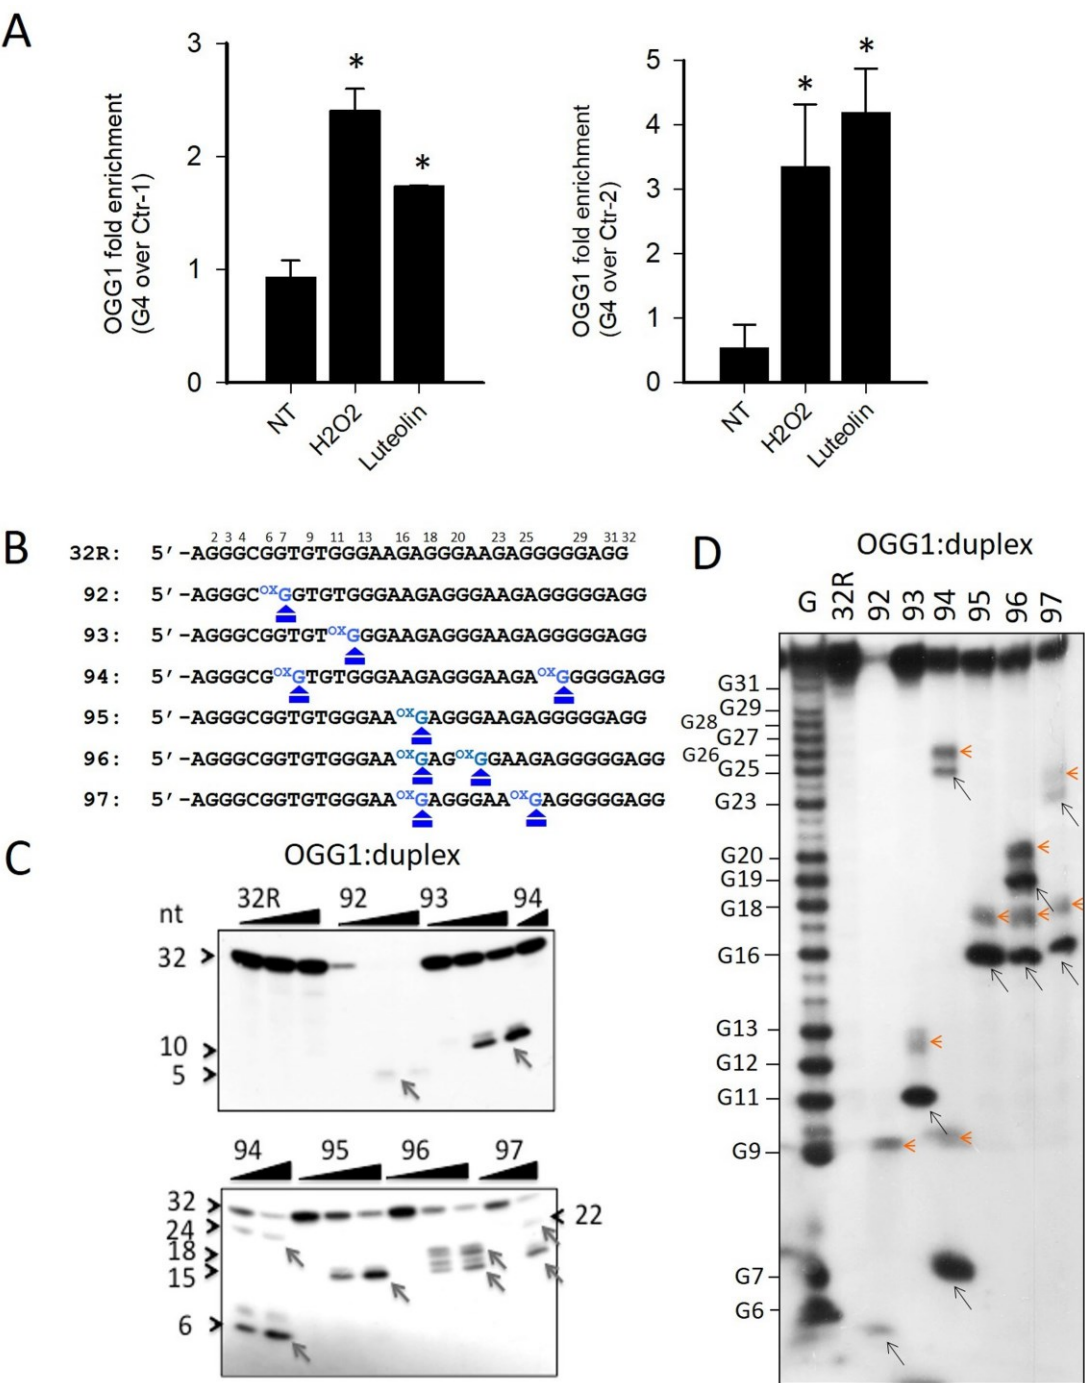 A
3
2
1
0
OGG1 fold enrichment
(G4 over Ctr-1)
*
*
NT
H2O2
Luteolin
5
4
3
2
1
0
OGG1 fold enrichment
(G4 over Ctr-2)
*
*
NT
H2O2
Luteolin
B
2 3 4 6 7 9 11 13 16 18 20 23 25 29 31 32
32R: 5'-AGGGCGGTGTGGGAAGAGGGAAGAGGGGGAGG
92: 5'-AGGGCoxGGTGTGGGAAGAGGGAAGAGGGGGAGG
93: 5'-AGGGCGGTGToxGGGAAGAGGGAAGAGGGGGAGG
94: 5'-AGGGCGoxGTGTGGGAAGAGGGAAGAoxGGGGGAGG
95: 5'-AGGGCGGTGTGGGAAoxGAGGGAAGAGGGGGAGG
96: 5'-AGGGCGGTGTGGGAAoxGAGoxGGAAGAGGGGGAGG
97: 5'-AGGGCGGTGTGGGAAoxGAGGGAAoxGAGGGGGAGG
C
OGG1:duplex
nt
32R 92 93 94
32
10
5
94 95 96 97
32
24
18
15
6
22
D
OGG1:duplex
G 32R 92 93 94 95 96 97
G31
G29
G28
G27
G26
G25
G23
G20
G19
G18
G16
G13
G12
G11
G9
G7
G6